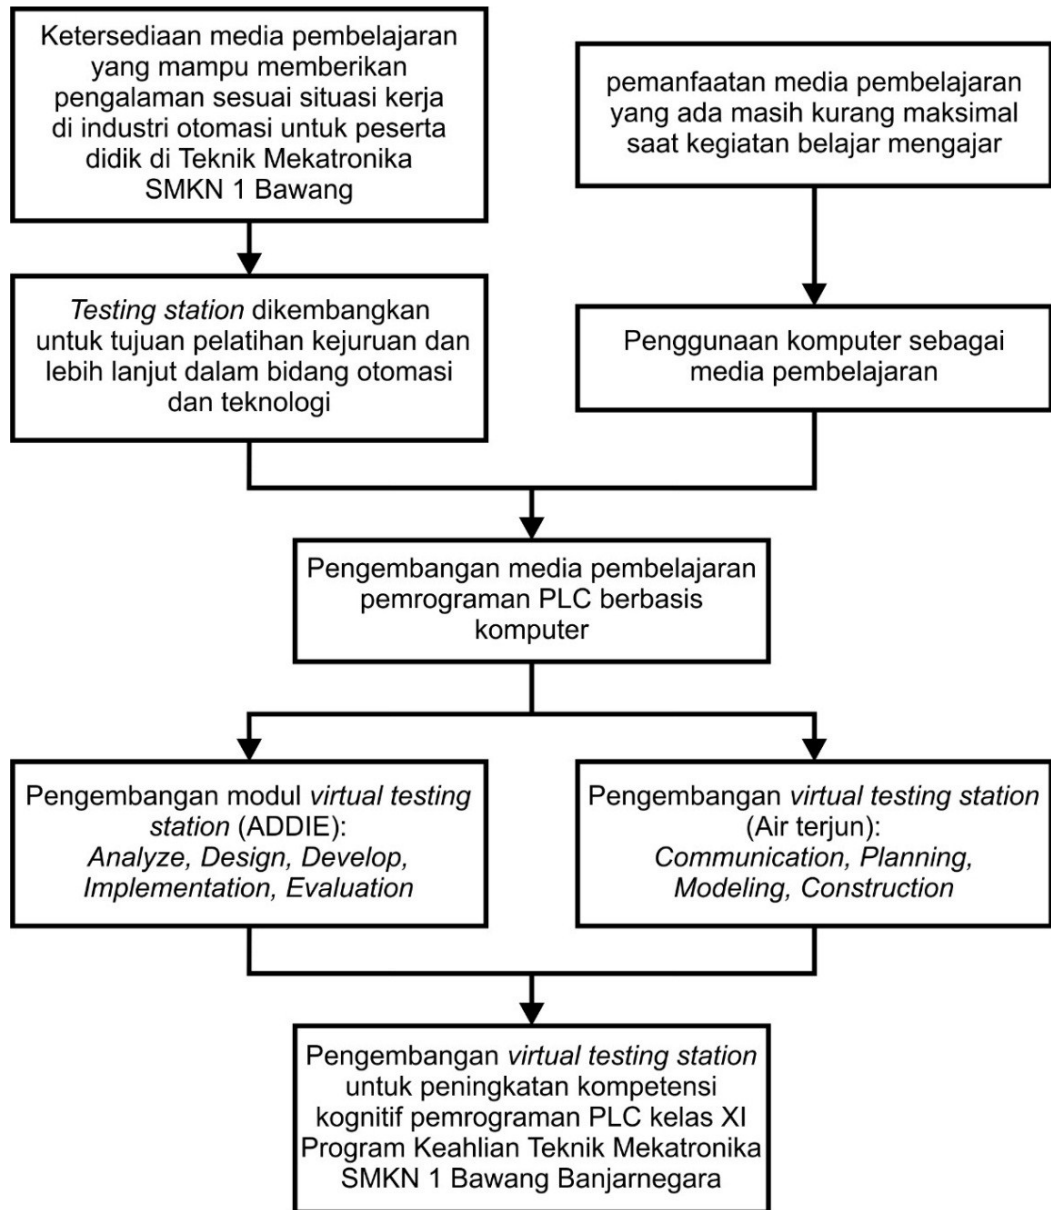 Ketersediaan media pembelajaran
yang mampu memberikan
pengalaman sesuai situasi kerja
di industri otomasi untuk peserta
didik di Teknik Mekatronika
SMKN 1 Bawang
pemanfaatan media pembelajaran
yang ada masih kurang maksimal
saat kegiatan belajar mengajar
Testing station dikembangkan
untuk tujuan pelatihan kejuruan dan
lebih lanjut dalam bidang otomasi
dan teknologi
Penggunaan komputer sebagai
media pembelajaran
Pengembangan media pembelajaran
pemrograman PLC berbasis
komputer
Pengembangan modul virtual testing
station (ADDIE):
Analyze, Design, Develop,
Implementation, Evaluation
Pengembangan virtual testing station
(Air terjun):
Communication, Planning,
Modeling, Construction
Pengembangan virtual testing station
untuk peningkatan kompetensi
kognitif pemrograman PLC kelas XI
Program Keahlian Teknik Mekatronika
SMKN 1 Bawang Banjarnegara